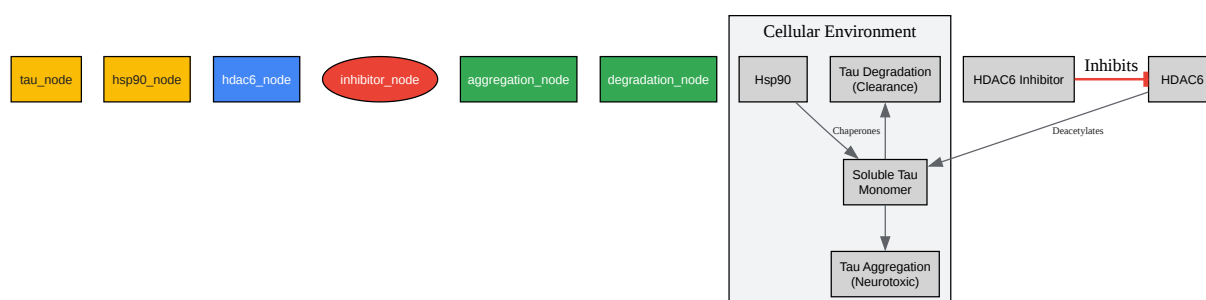 Cellular Environment
tau_node
hsp90_node
hdac6_node
inhibitor_node
aggregation_node
degradation_node
Hsp90
Tau Degradation
(Clearance)
HDAC6 Inhibitor
Inhibits
HDAC6
Chaperones
Deacetylates
Soluble Tau
Monomer
Tau Aggregation
(Neurotoxic)